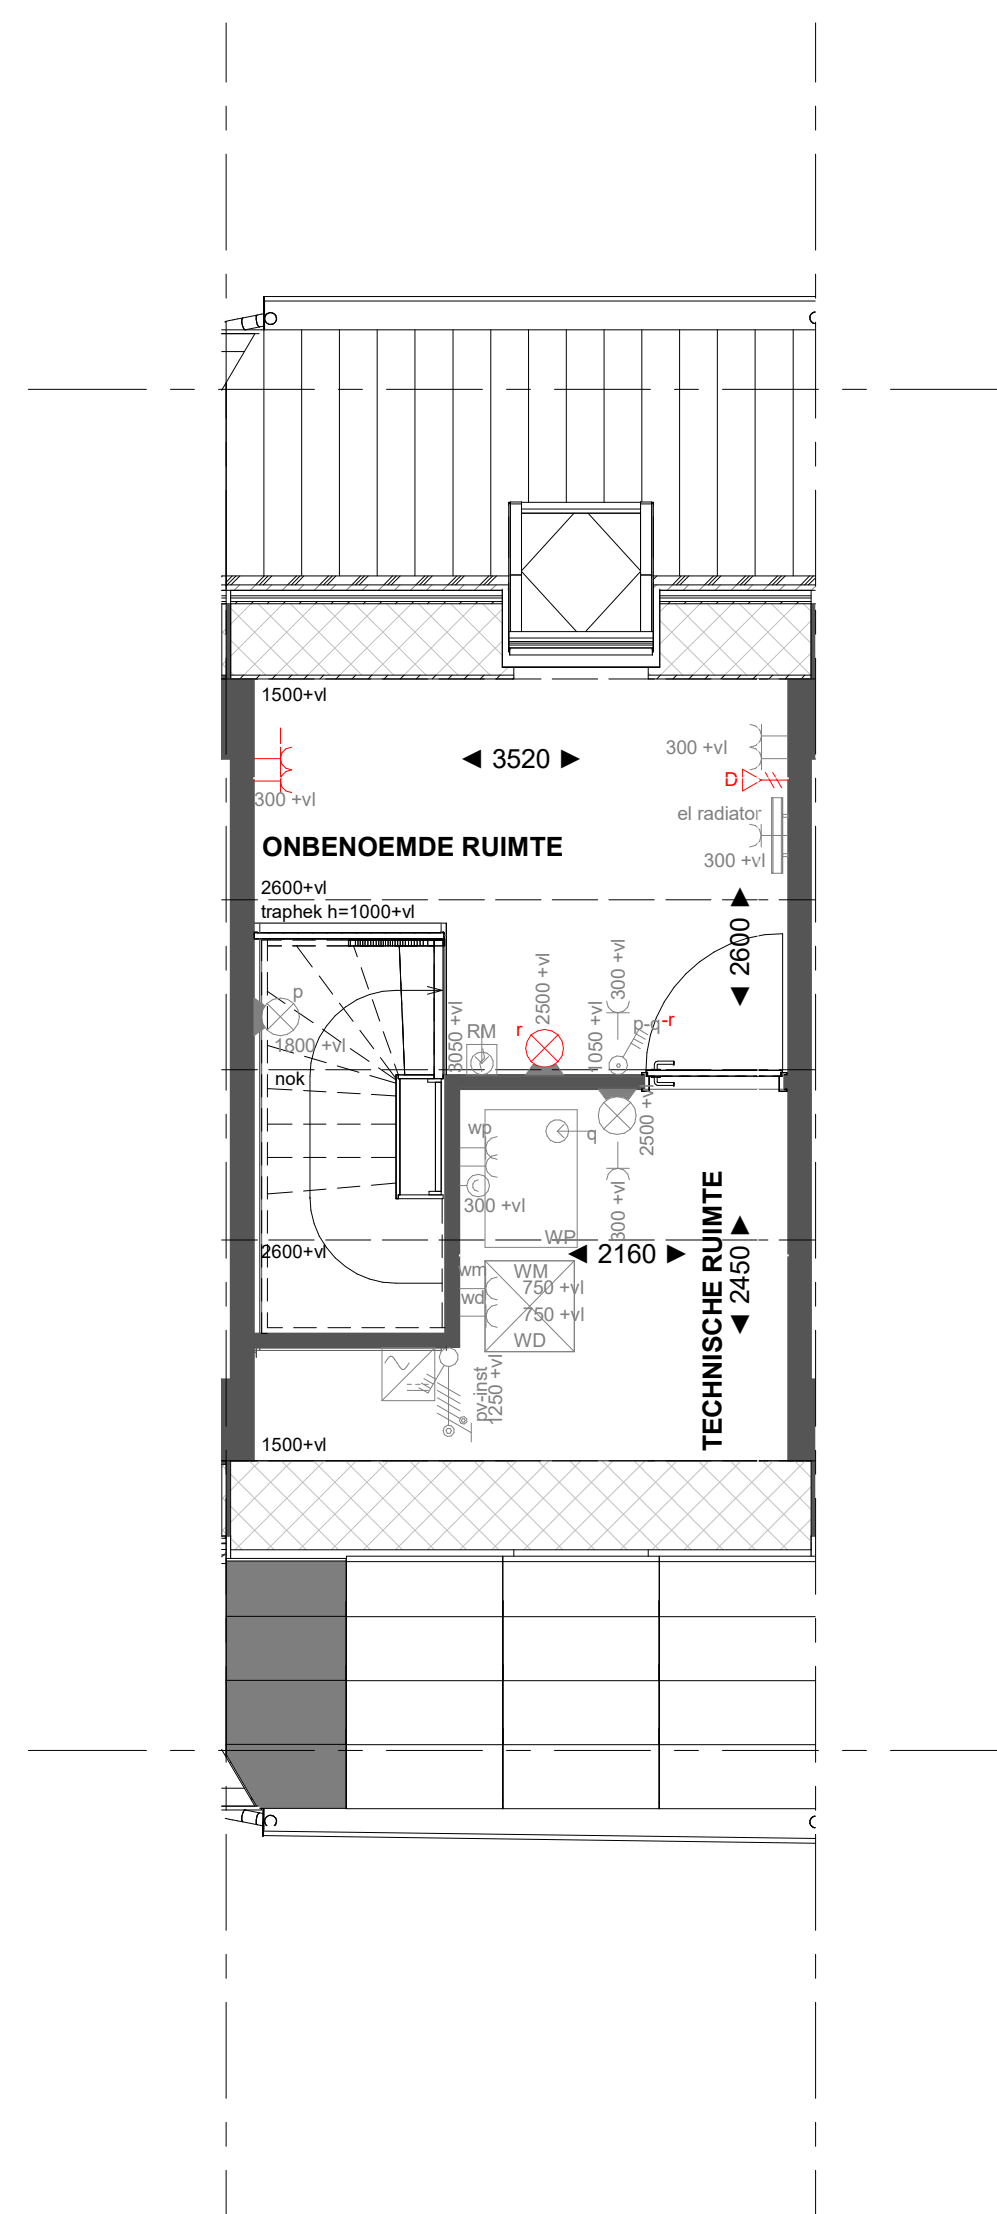 1500+vl
◄ 3520 ►
300 +vl
D
300 +vl
el radiator
300 +vl
ONBENOEMDE RUIMTE
2600+vl
traphek h=1000+vl
◄ 2600 ►
p
1800 +vl
nok
3050 +vl
RM
r
2500 +vl
1050 +vl
300 +vl
p-q-r
2500 +vl
wp
q
300 +vl
300 +vl
WP
2600+vl
◄ 2160 ►
TECHNISCHE RUIMTE
◄ 2450 ►
wm
WM
750 +vl
wd
750 +vl
WD
pv-inst
1250 +vl
1500+vl